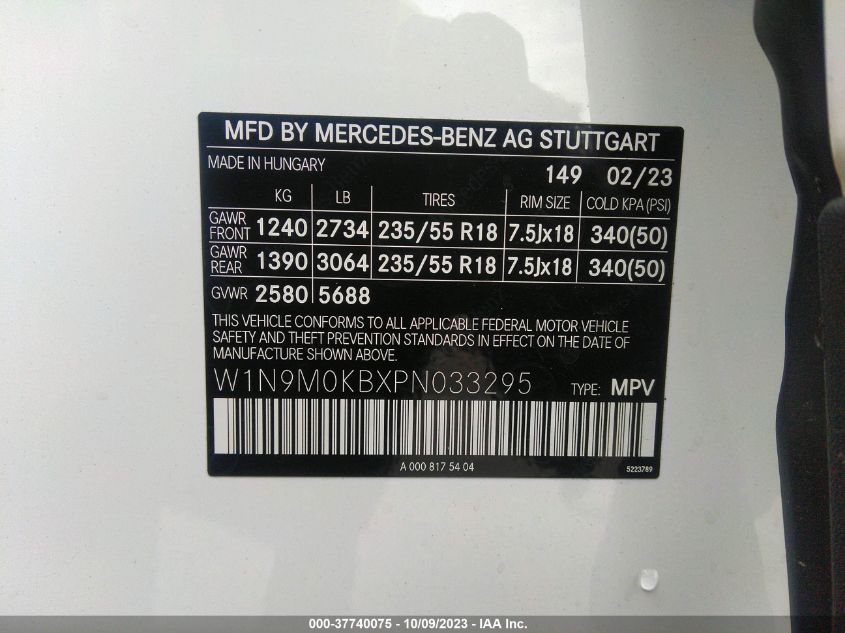 MFD BY MERCEDES-BENZ AG STUTTGART
MADE IN HUNGARY 149 02/23
KG LB TIRES RIM SIZE COLD KPA (PSI)
GAWR FRONT 1240 2734 235/55 R18 7.5Jx18 340(50)
GAWR REAR 1390 3064 235/55 R18 7.5Jx18 340(50)
GVWR 2580 5688
THIS VEHICLE CONFORMS TO ALL APPLICABLE FEDERAL MOTOR VEHICLE
SAFETY AND THEFT PREVENTION STANDARDS IN EFFECT ON THE DATE OF
MANUFACTURE SHOWN ABOVE.
W1N9M0KBXPN033295 TYPE: MPV
A 000 817 54 04 5223789
000-37740075 - 10/09/2023 - IAA Inc.